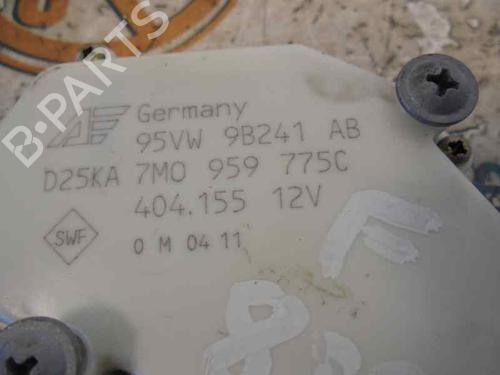 Germany
95VW 9B241 AB
D25KA 7M0 959 775C
404.155 12V
SWF 0 M 04 11
B-PARTS
F